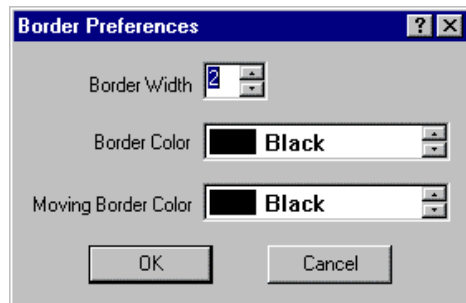 Border Preferences ? ×
Border Width 2
Border Color Black
Moving Border Color Black
OK Cancel